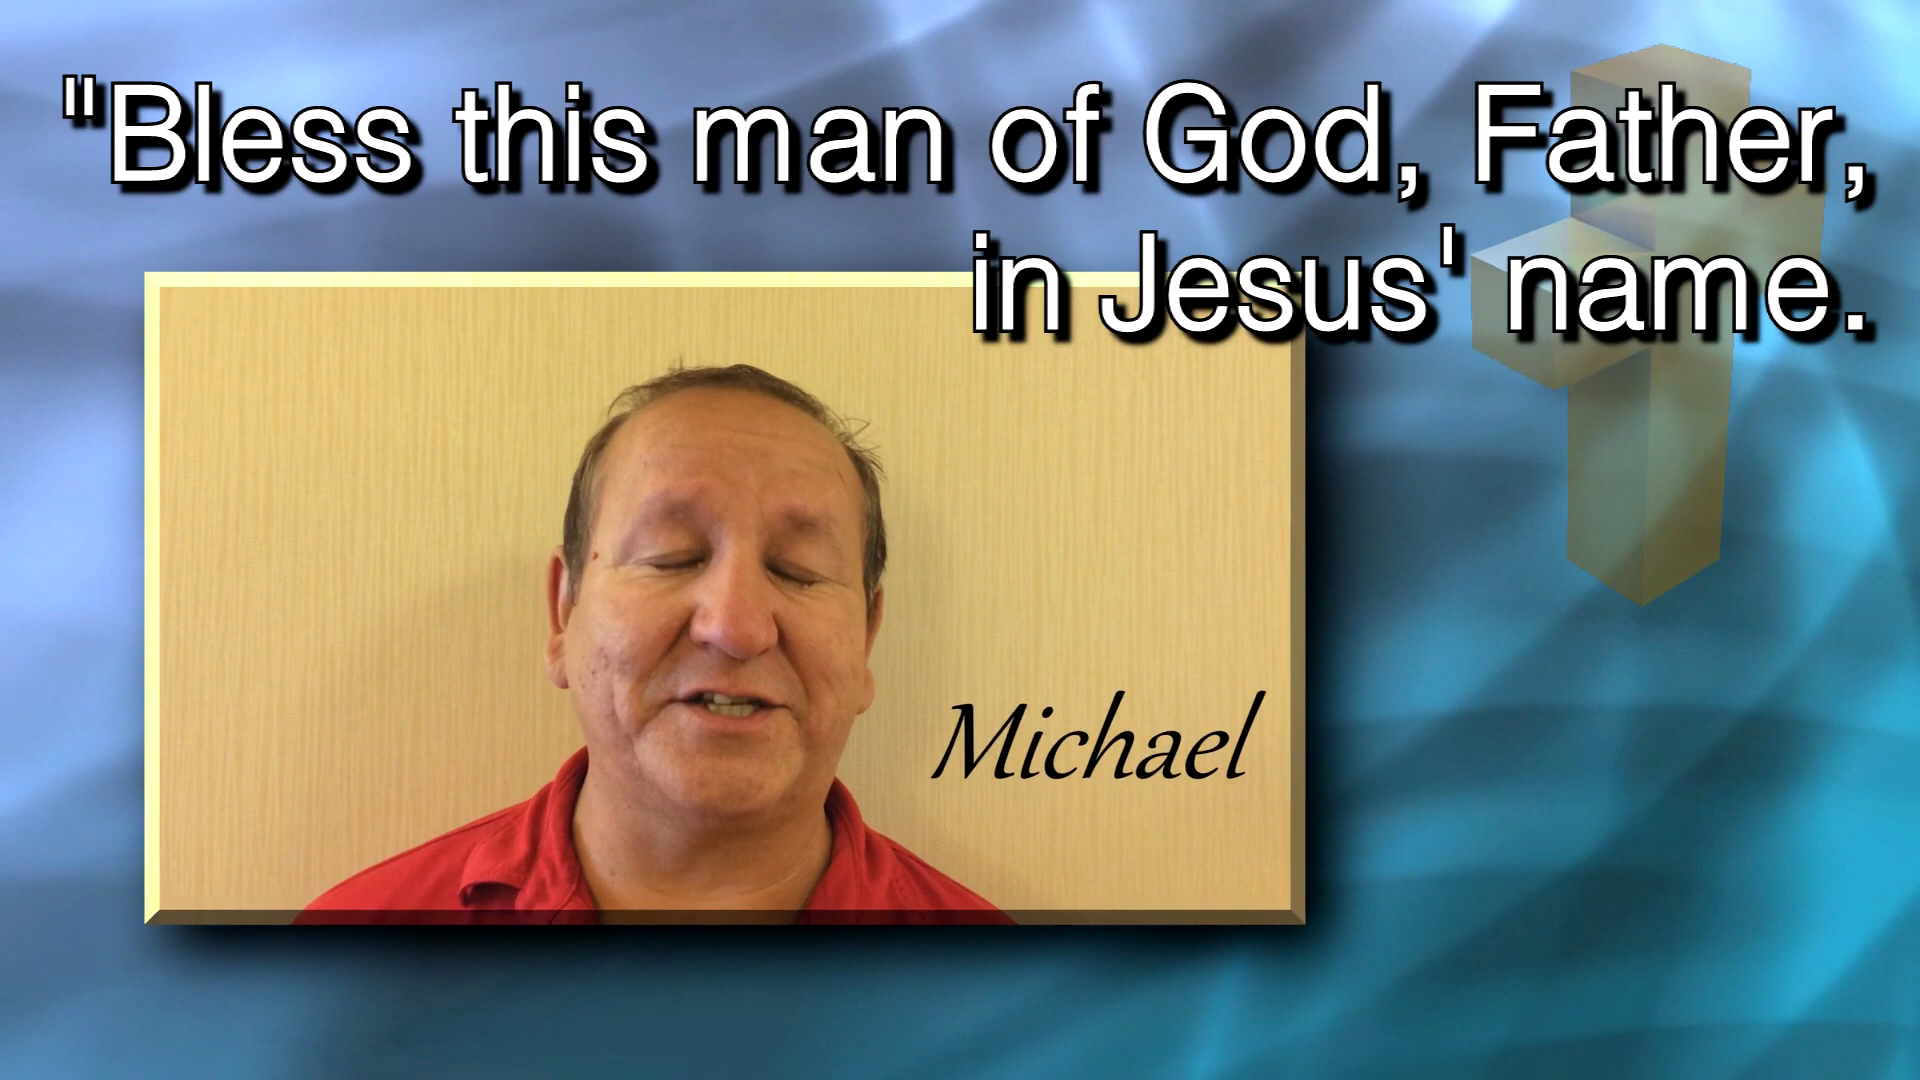 "Bless this man of God, Father,
in Jesus' name.
Michael